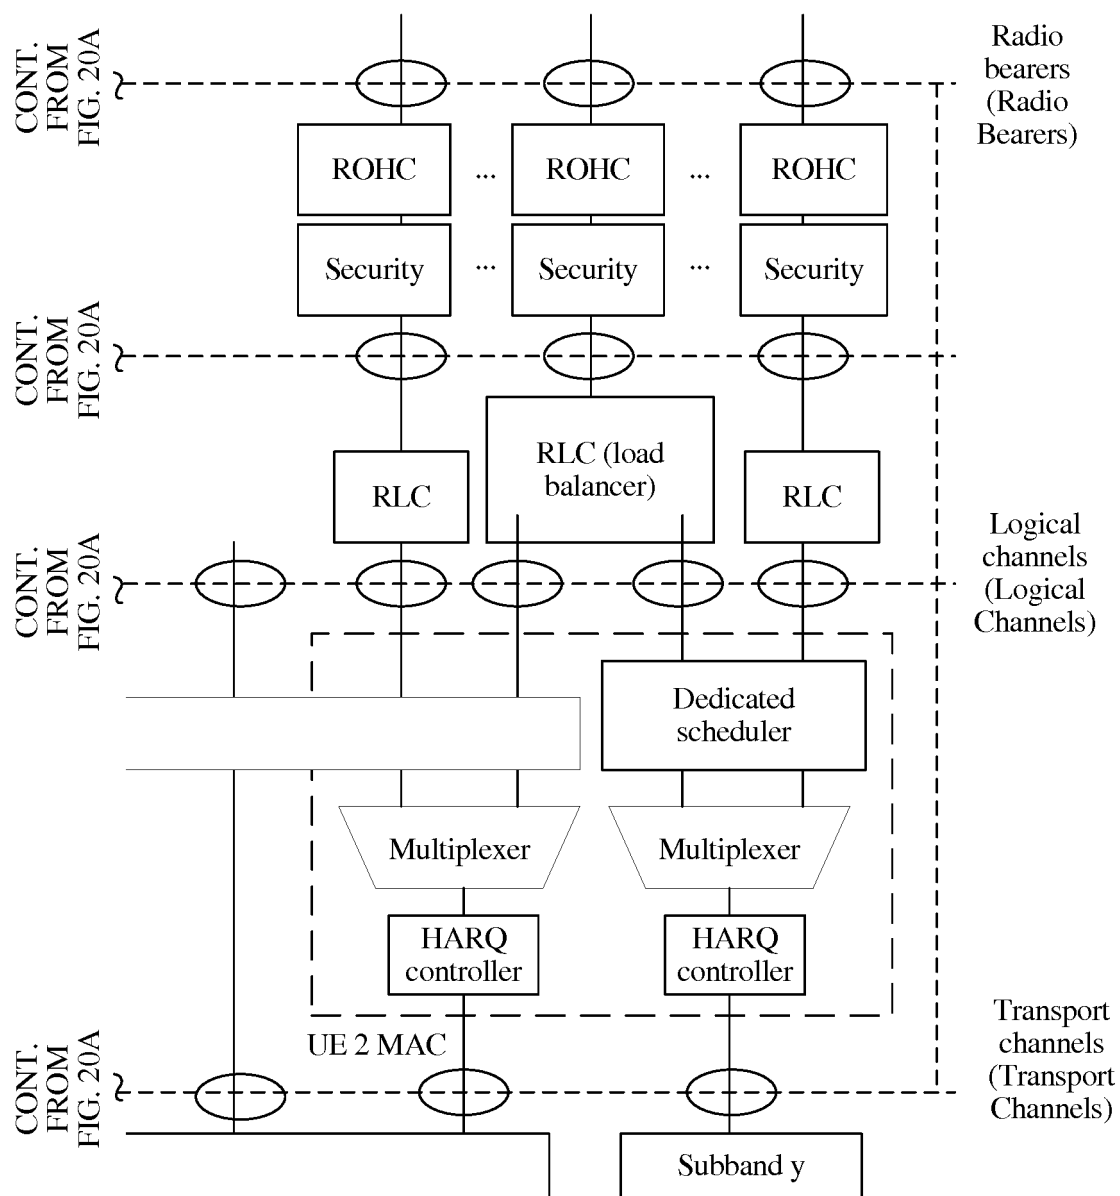 CONT.
FROM
FIG. 20A
Radio
bearers
(Radio
Bearers)
ROHC
...
ROHC
...
ROHC
Security
...
Security
...
Security
CONT.
FROM
FIG. 20A
RLC
RLC (load
balancer)
RLC
CONT.
FROM
FIG. 20A
Logical
channels
(Logical
Channels)
Dedicated
scheduler
Multiplexer
Multiplexer
HARQ
controller
HARQ
controller
UE 2 MAC
CONT.
FROM
FIG. 20A
Transport
channels
(Transport
Channels)
Subband y